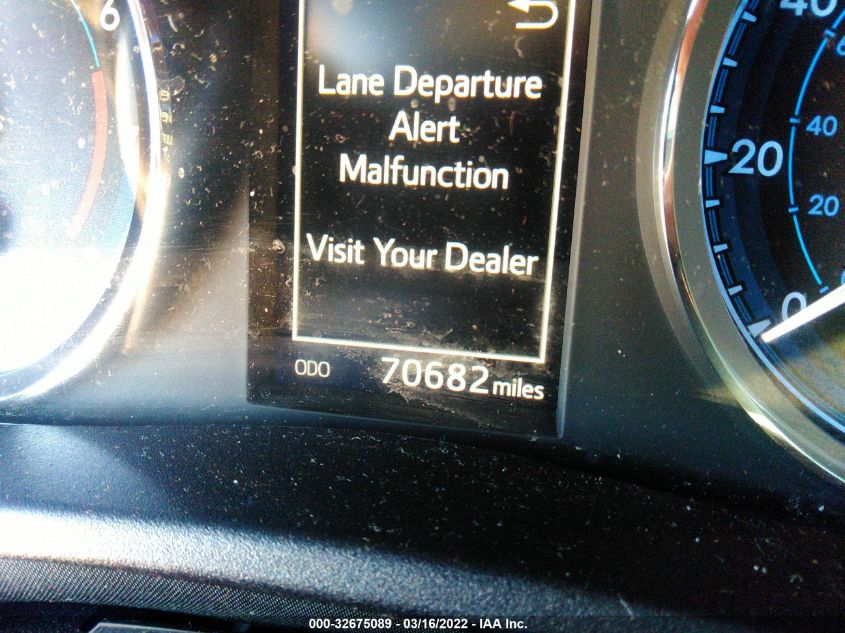 6
Lane Departure
Alert
Malfunction
Visit Your Dealer
ODO 70682 miles
40
20
0
40
20
000-32675089 - 03/16/2022 - IAA Inc.